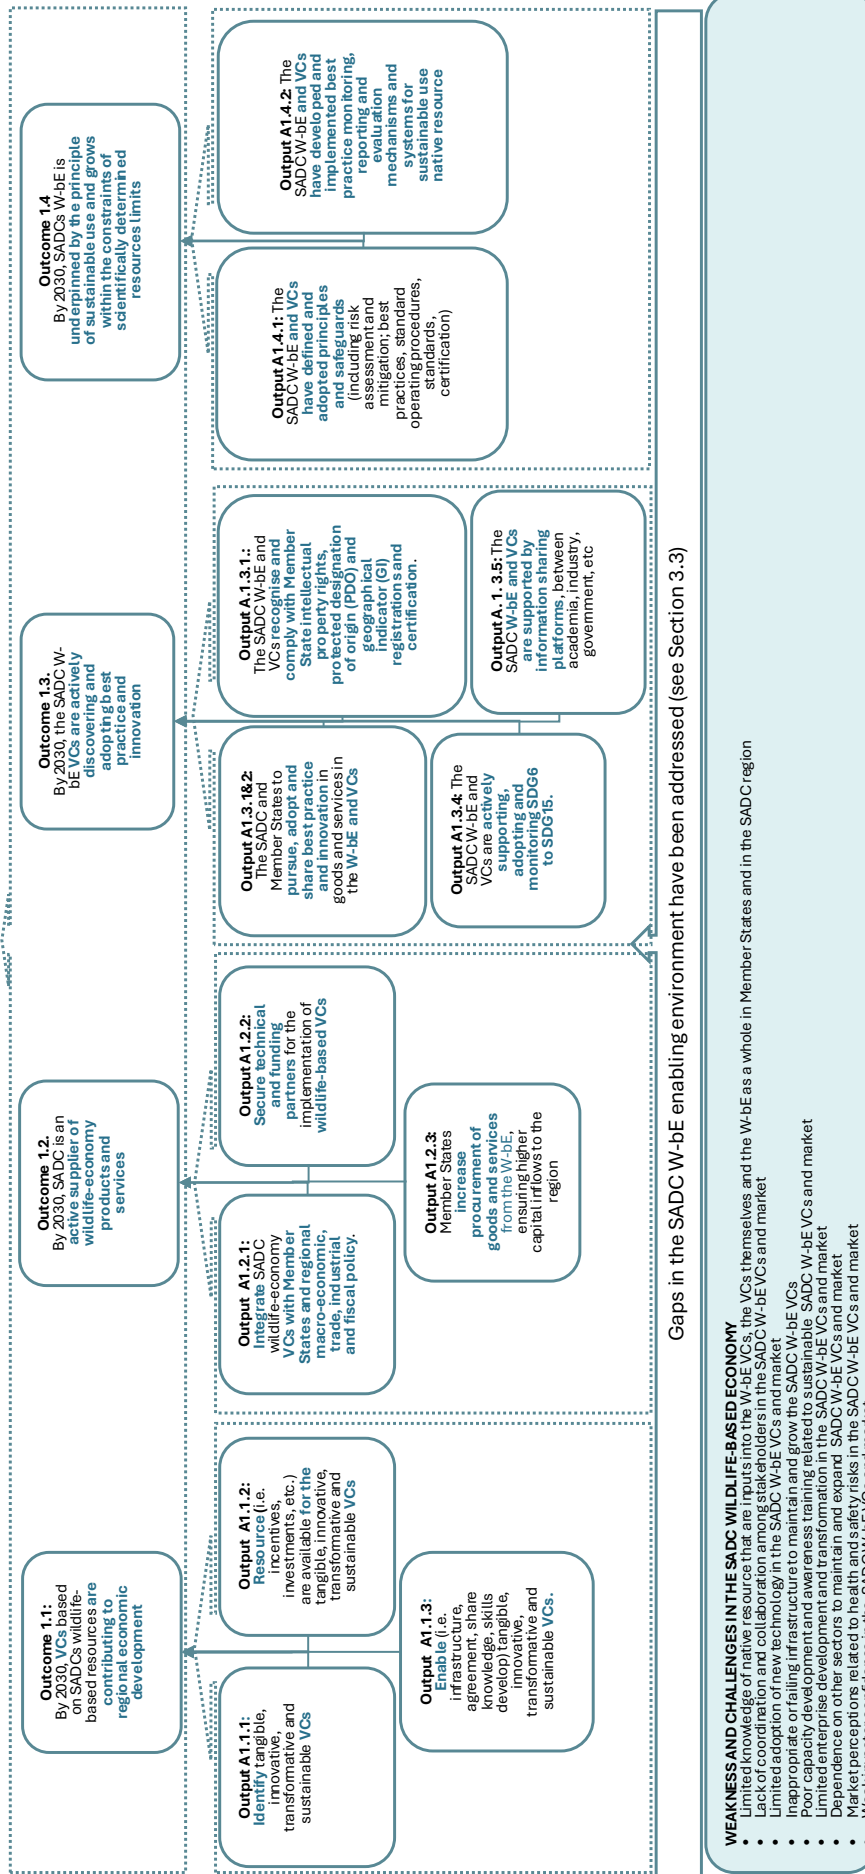 Outcome 1.1:
By 2030, VCs based
on SADCs wildlife-
based resources are
contributing to
regional economic
development
Outcome 1.2.
By 2030, SADC is an
active supplier of
wildlife-economy
products and
services
Outcome 1.3.
By 2030, the SADC W-
bE VCs are actively
discovering and
adopting best
practice and
innovation
Outcome 1.4
By 2030, SADCs W-bE is
underpinned by the principle
of sustainable use and grows
within the constraints of
scientifically determined
resources limits
Output A1.1.1:
Identify tangible,
innovative,
transformative and
sustainable VCs
Output A1.1.2:
Resource (i.e.
incentives,
investments, etc.)
are available for the
tangible, innovative,
transformative and
sustainable VCs
Output A1.1.3:
Enable (i.e.
infrastructure,
agreement, share
knowledge, skills
develop) tangible,
innovative,
transformative and
sustainable VCs.
Output A1.2.1:
Integrate SADC
wildlife-economy
VCs with Member
States and regional
macro-economic,
trade, industrial
and fiscal policy.
Output A1.2.2:
Secure technical
and funding
partners for the
implementation of
wildlife-based VCs
Output A1.2.3:
Member States
increase
procurement of
goods and services
from the W-bE,
ensuring higher
capital inflows to the
region
Output A1.3.1&2:
The SADC and
Member States to
pursue, adopt and
share best practice
and innovation in
goods and services in
the W-bE and VCs
Output A.1.3.1.:
The SADC W-bE and
VCs recognise and
comply with Member
State intellectual
property rights,
protected designation
of origin (PDO) and
geographical
indicator (GI)
registrations and
certification.
Output A1.3.4: The
SADC W-bE and
VCs are actively
supporting,
adopting and
monitoring SDG6
to SDG15.
Output A. 1. 3.5: The
SADC W-bE and VCs
are supported by
information sharing
platforms, between
academia, industry,
government, etc
Output A1.4.1: The
SADC W-bE and VCs
have defined and
adopted principles
and safeguards
(including risk
assessment and
mitigation; best
practices, standard
operating procedures,
standards,
certification)
Output A1.4.2: The
SADC W-bE and VCs
have developed and
implemented best
practice monitoring,
reporting and
evaluation
mechanisms and
systems for
sustainable use
native resource
Gaps in the SADC W-bE enabling environment have been addressed (see Section 3.3)
WEAKNESS AND CHALLENGES IN THE SADC WILDLIFE-BASED ECONOMY
• Limited knowledge of native resource that are inputs into the W-bE VCs, the VCs themselves and the W-bE as a whole in Member States and in the SADC region
• Lack of coordination and collaboration among stakeholders in the SADC W-bE VCs and market
• Limited adoption of new technology in the SADC W-bE VCs and market
• Inappropriate or failing infrastructure to maintain and grow the SADC W-bE VCs
• Poor capacity development and awareness training related to sustainable SADC W-bE VCs and market
• Limited enterprise development and transformation in the SADC W-bE VCs and market
• Dependence on other sectors to maintain and expand SADC W-bE VCs and market
• Market perceptions related to health and safety risks in the SADC W-bE VCs and market